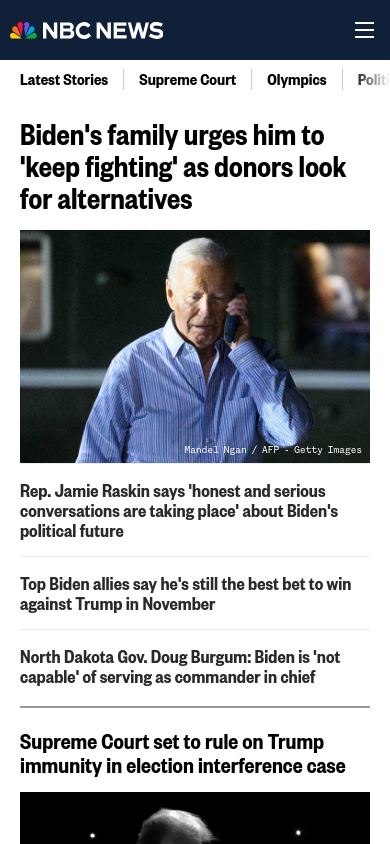 NBC NEWS
Latest Stories
Supreme Court
Olympics
Biden's family urges him to
'keep fighting' as donors look
for alternatives
Mandel Ngan / AFP - Getty Images
Rep. Jamie Raskin says 'honest and serious
conversations are taking place' about Biden's
political future
Top Biden allies say he's still the best bet to win
against Trump in November
North Dakota Gov. Doug Burgum: Biden is 'not
capable' of serving as commander in chief
Supreme Court set to rule on Trump
immunity in election interference case